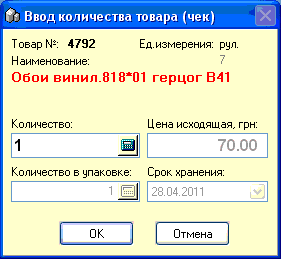 Ввод количества товара (чек)
Товар №: 4792 Ед.измерения: рул.
Наименование: 7
Обои винил.818*01 герцог В41
Количество: Цена исходящая, грн:
1 70.00
Количество в упаковке: Срок хранения:
1 28.04.2011
OK Отмена